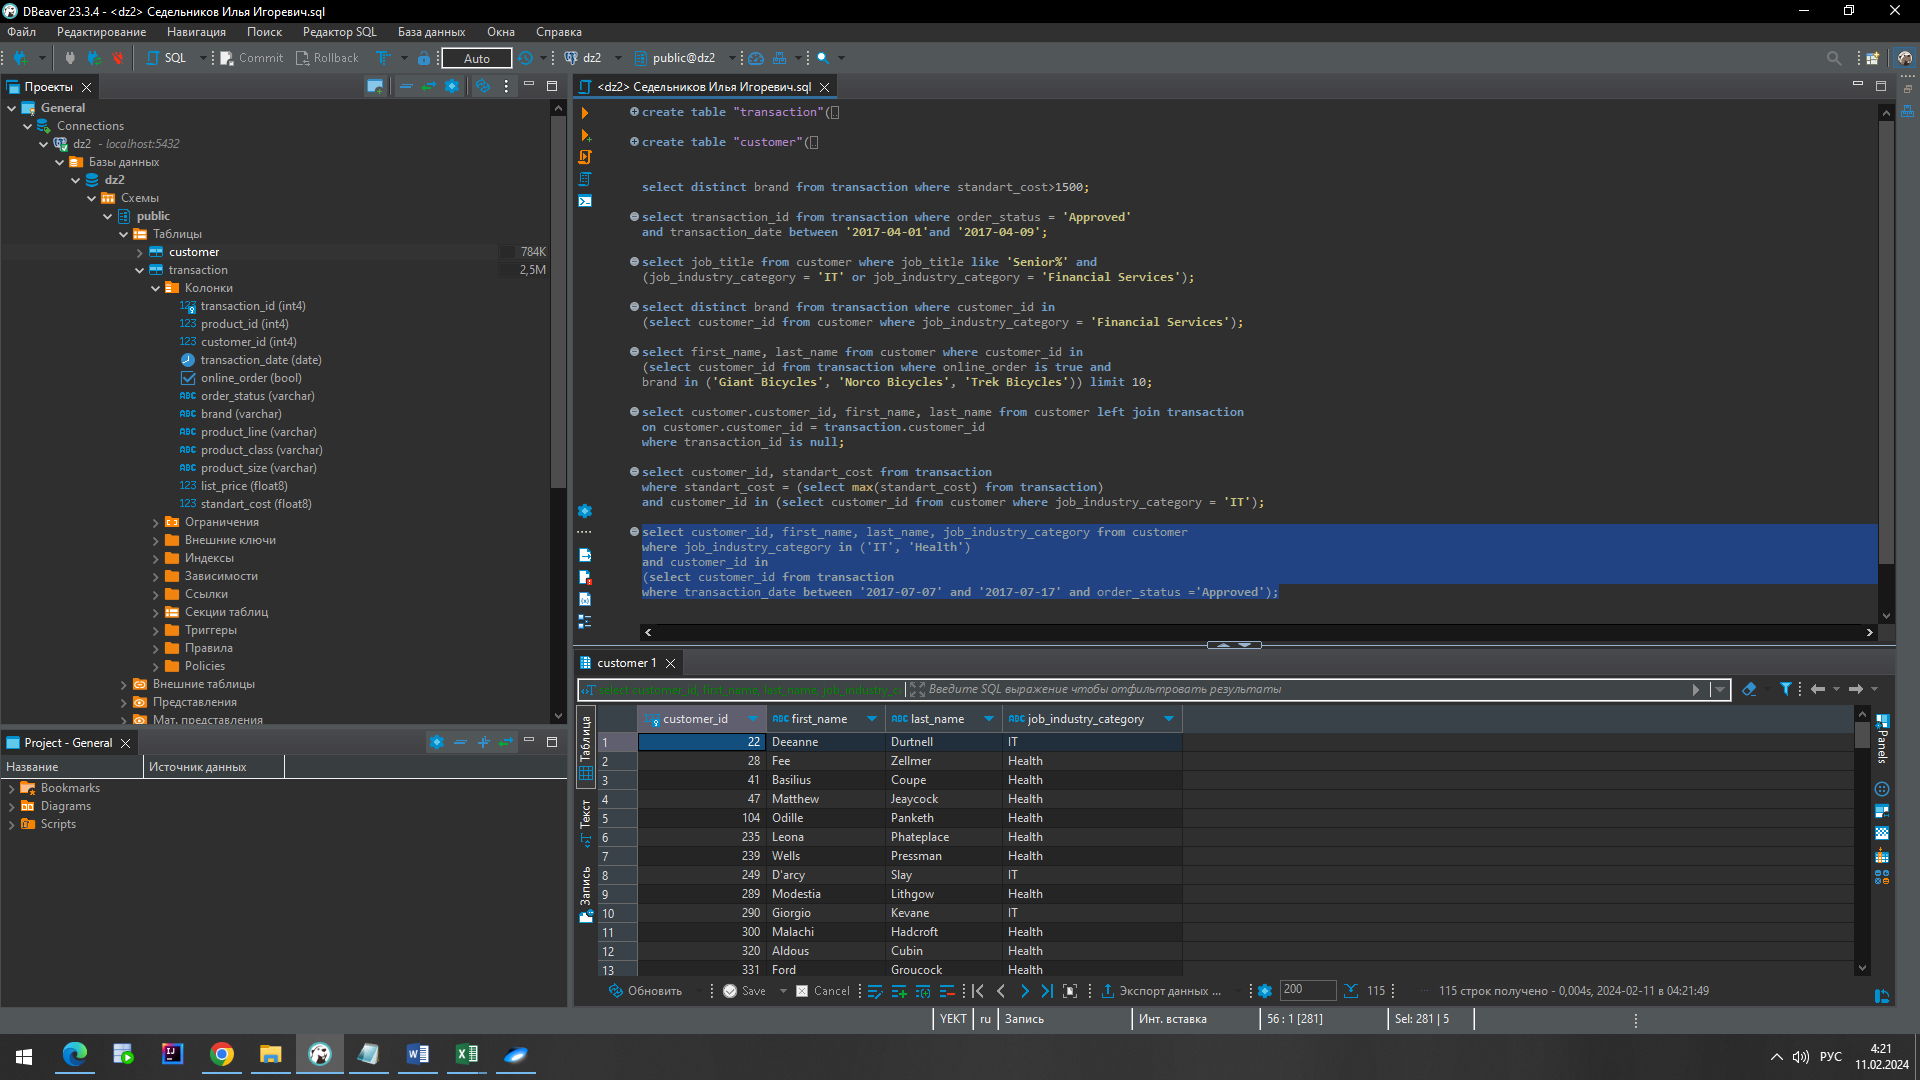 DBeaver 23.3.4 - <dz2> Седельников Илья Игоревич.sql
Файл Редактирование Навигация Поиск Редактор SQL База данных Окна Справка
SQL Commit Rollback Auto dz2 public@dz2
Проекты
General
Connections
dz2 - localhost:5432
Базы данных
dz2
Схемы
public
Таблицы
customer 784K
transaction 2,5M
Колонки
transaction_id (int4)
product_id (int4)
customer_id (int4)
transaction_date (date)
online_order (bool)
order_status (varchar)
brand (varchar)
product_line (varchar)
product_class (varchar)
product_size (varchar)
list_price (float8)
standart_cost (float8)
Ограничения
Внешние ключи
Индексы
Зависимости
Ссылки
Секции таблиц
Триггеры
Правила
Policies
Внешние таблицы
Представления
Мат. представления
Project - General
Название Источник данных
Bookmarks
Diagrams
Scripts
<dz2> Седельников Илья Игоревич.sql
create table "transaction"(
create table "customer"(
select distinct brand from transaction where standart_cost>1500;
select transaction_id from transaction where order_status = 'Approved'
and transaction_date between '2017-04-01'and '2017-04-09';
select job_title from customer where job_title like 'Senior%' and
(job_industry_category = 'IT' or job_industry_category = 'Financial Services');
select distinct brand from transaction where customer_id in
(select customer_id from customer where job_industry_category = 'Financial Services');
select first_name, last_name from customer where customer_id in
(select customer_id from transaction where online_order is true and
brand in ('Giant Bicycles', 'Norco Bicycles', 'Trek Bicycles')) limit 10;
select customer.customer_id, first_name, last_name from customer left join transaction
on customer.customer_id = transaction.customer_id
where transaction_id is null;
select customer_id, standart_cost from transaction
where standart_cost = (select max(standart_cost) from transaction)
and customer_id in (select customer_id from customer where job_industry_category = 'IT');
select customer_id, first_name, last_name, job_industry_category from customer
where job_industry_category in ('IT', 'Health')
and customer_id in
(select customer_id from transaction
where transaction_date between '2017-07-07' and '2017-07-17' and order_status ='Approved');
customer 1
select customer_id, first_name, last_name, job_industry_c Введите SQL выражение чтобы отфильтровать результаты
Таблица
Текст
Запись
Panels
customer_id first_name last_name job_industry_category
1 22 Deeanne Durtnell IT
2 28 Fee Zellmer Health
3 41 Basilius Coupe Health
4 47 Matthew Jeaycock Health
5 104 Odille Panketh Health
6 235 Leona Phateplace Health
7 239 Wells Pressman Health
8 249 D'arcy Slay IT
9 289 Modestia Lithgow Health
10 290 Giorgio Kevane IT
11 300 Malachi Hadcroft Health
12 320 Aldous Cubin Health
13 331 Ford Groucock Health
Обновить Save Cancel Экспорт данных ... 200 115 115 строк получено - 0,004s, 2024-02-11 в 04:21:49
YEKT ru Запись Инт. вставка 56 : 1 [281] Sel: 281 | 5
РУС 4:21
11.02.2024